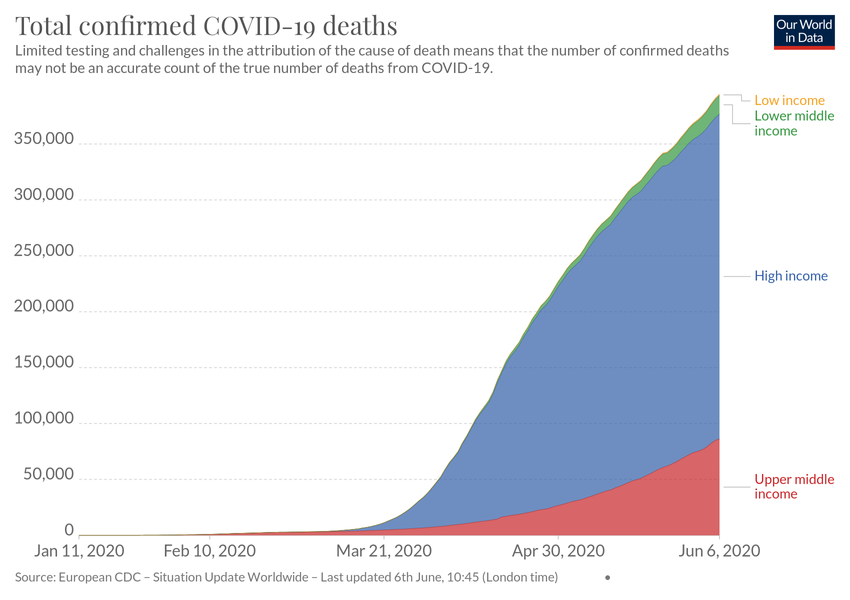 Total confirmed COVID-19 deaths
Our World
in Data
Limited testing and challenges in the attribution of the cause of death means that the number of confirmed deaths
may not be an accurate count of the true number of deaths from COVID-19.
Low income
Lower middle
income
350,000
300,000
250,000
High income
200,000
150,000
100,000
50,000
Upper middle
income
0
Jan 11, 2020
Feb 10, 2020
Mar 21, 2020
Apr 30, 2020
Jun 6, 2020
Source: European CDC – Situation Update Worldwide – Last updated 6th June, 10:45 (London time)